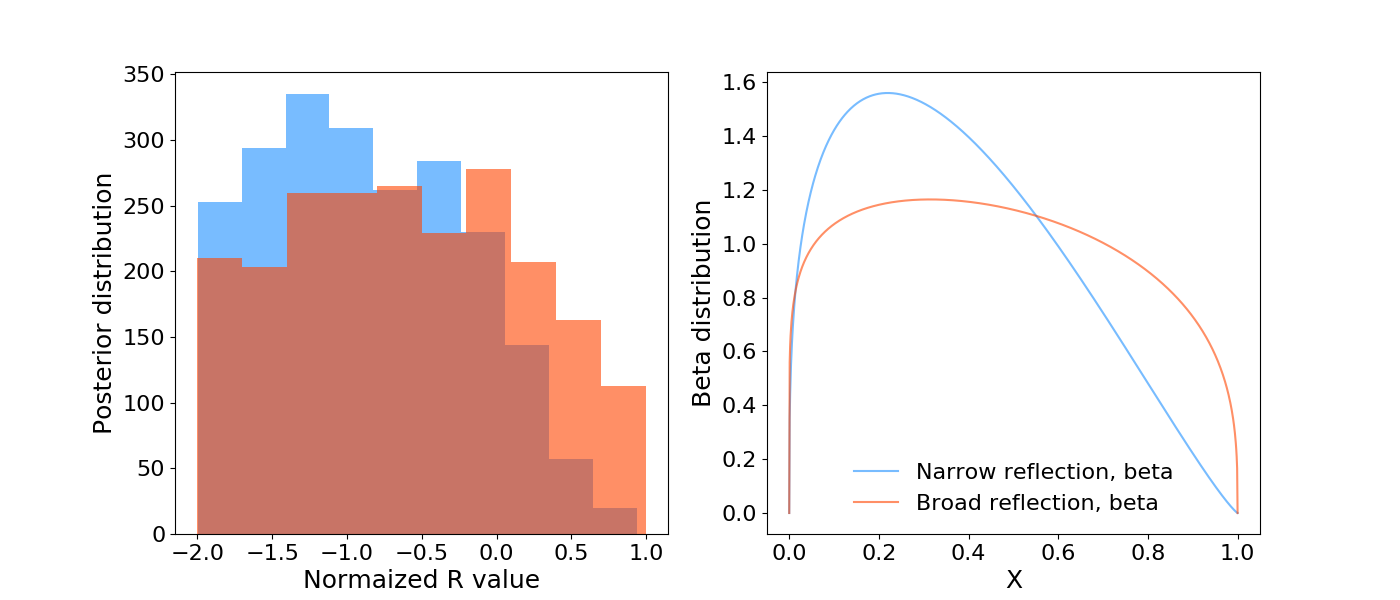 350
300
250
200
150
100
50
0
−2.0 −1.5 −1.0 −0.5 0.0 0.5 1.0
Normaized R value
Posterior distribution
1.6
1.4
1.2
1.0
0.8
0.6
0.4
0.2
0.0
0.0 0.2 0.4 0.6 0.8 1.0
X
Beta distribution
Narrow reflection, beta
Broad reflection, beta